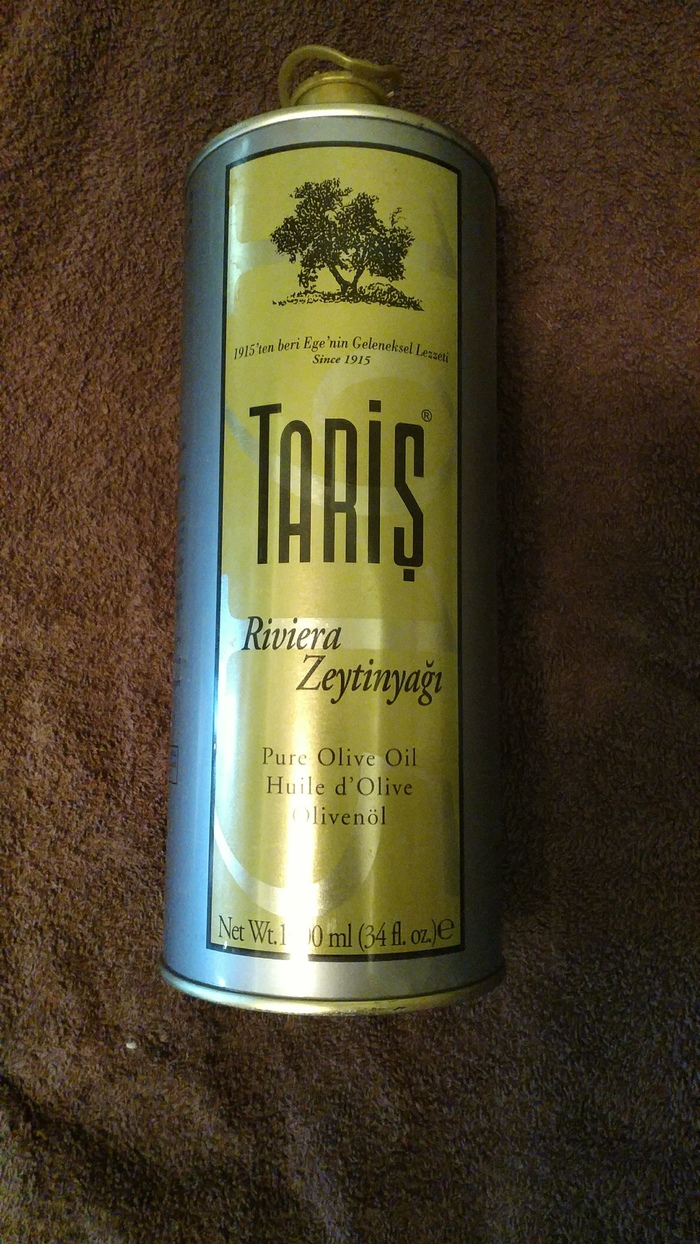 1915'ten beri Ege'nin Geleneksel Lezzeti
Since 1915
TARİŞ®
Riviera
Zeytinyağı
Pure Olive Oil
Huile d'Olive
Olivenöl
Net Wt. ml (34 fl. oz.)℮